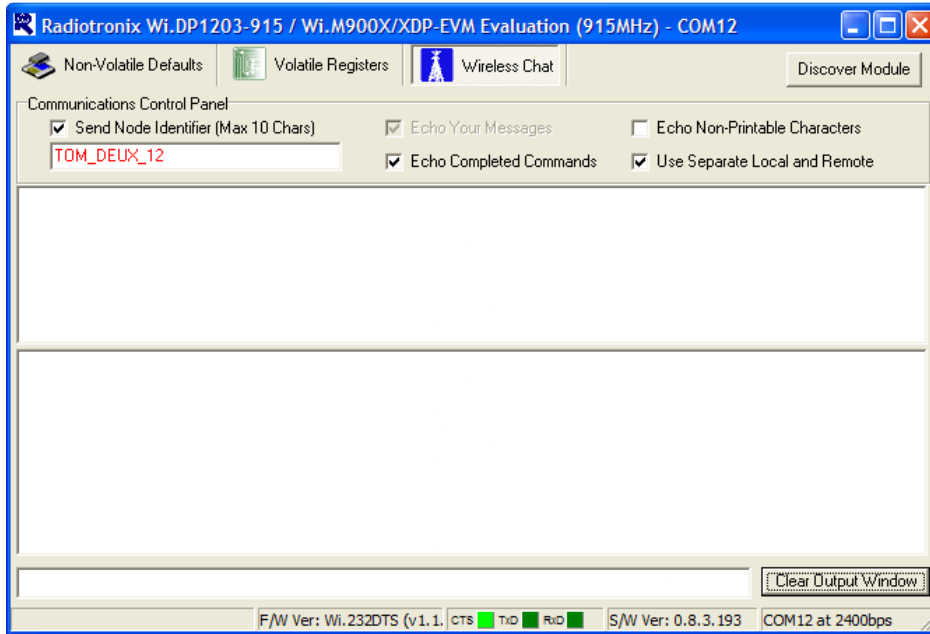 Radiotronix Wi.DP1203-915 / Wi.M900X/XDP-EVM Evaluation (915MHz) - COM12
Non-Volatile Defaults Volatile Registers Wireless Chat Discover Module
Communications Control Panel
Send Node Identifier (Max 10 Chars) Echo Your Messages Echo Non-Printable Characters
TOM_DEUX_12 Echo Completed Commands Use Separate Local and Remote
Clear Output Window
F/W Ver: Wi.232DTS (v1.1. CTS TxD RxD S/W Ver: 0.8.3.193 COM12 at 2400bps